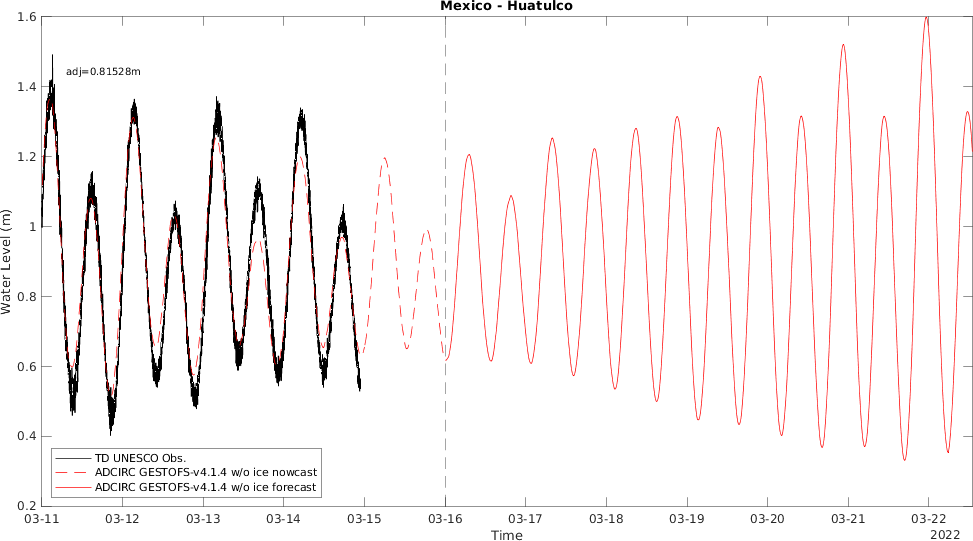 Mexico - Huatulco
1.6
1.4
1.2
1
0.8
0.6
0.4
0.2
Water Level (m)
adj=0.81528m
TD UNESCO Obs.
ADCIRC GESTOFS-v4.1.4 w/o ice nowcast
ADCIRC GESTOFS-v4.1.4 w/o ice forecast
03-11 03-12 03-13 03-14 03-15 03-16 03-17 03-18 03-19 03-20 03-21 03-22
Time
2022